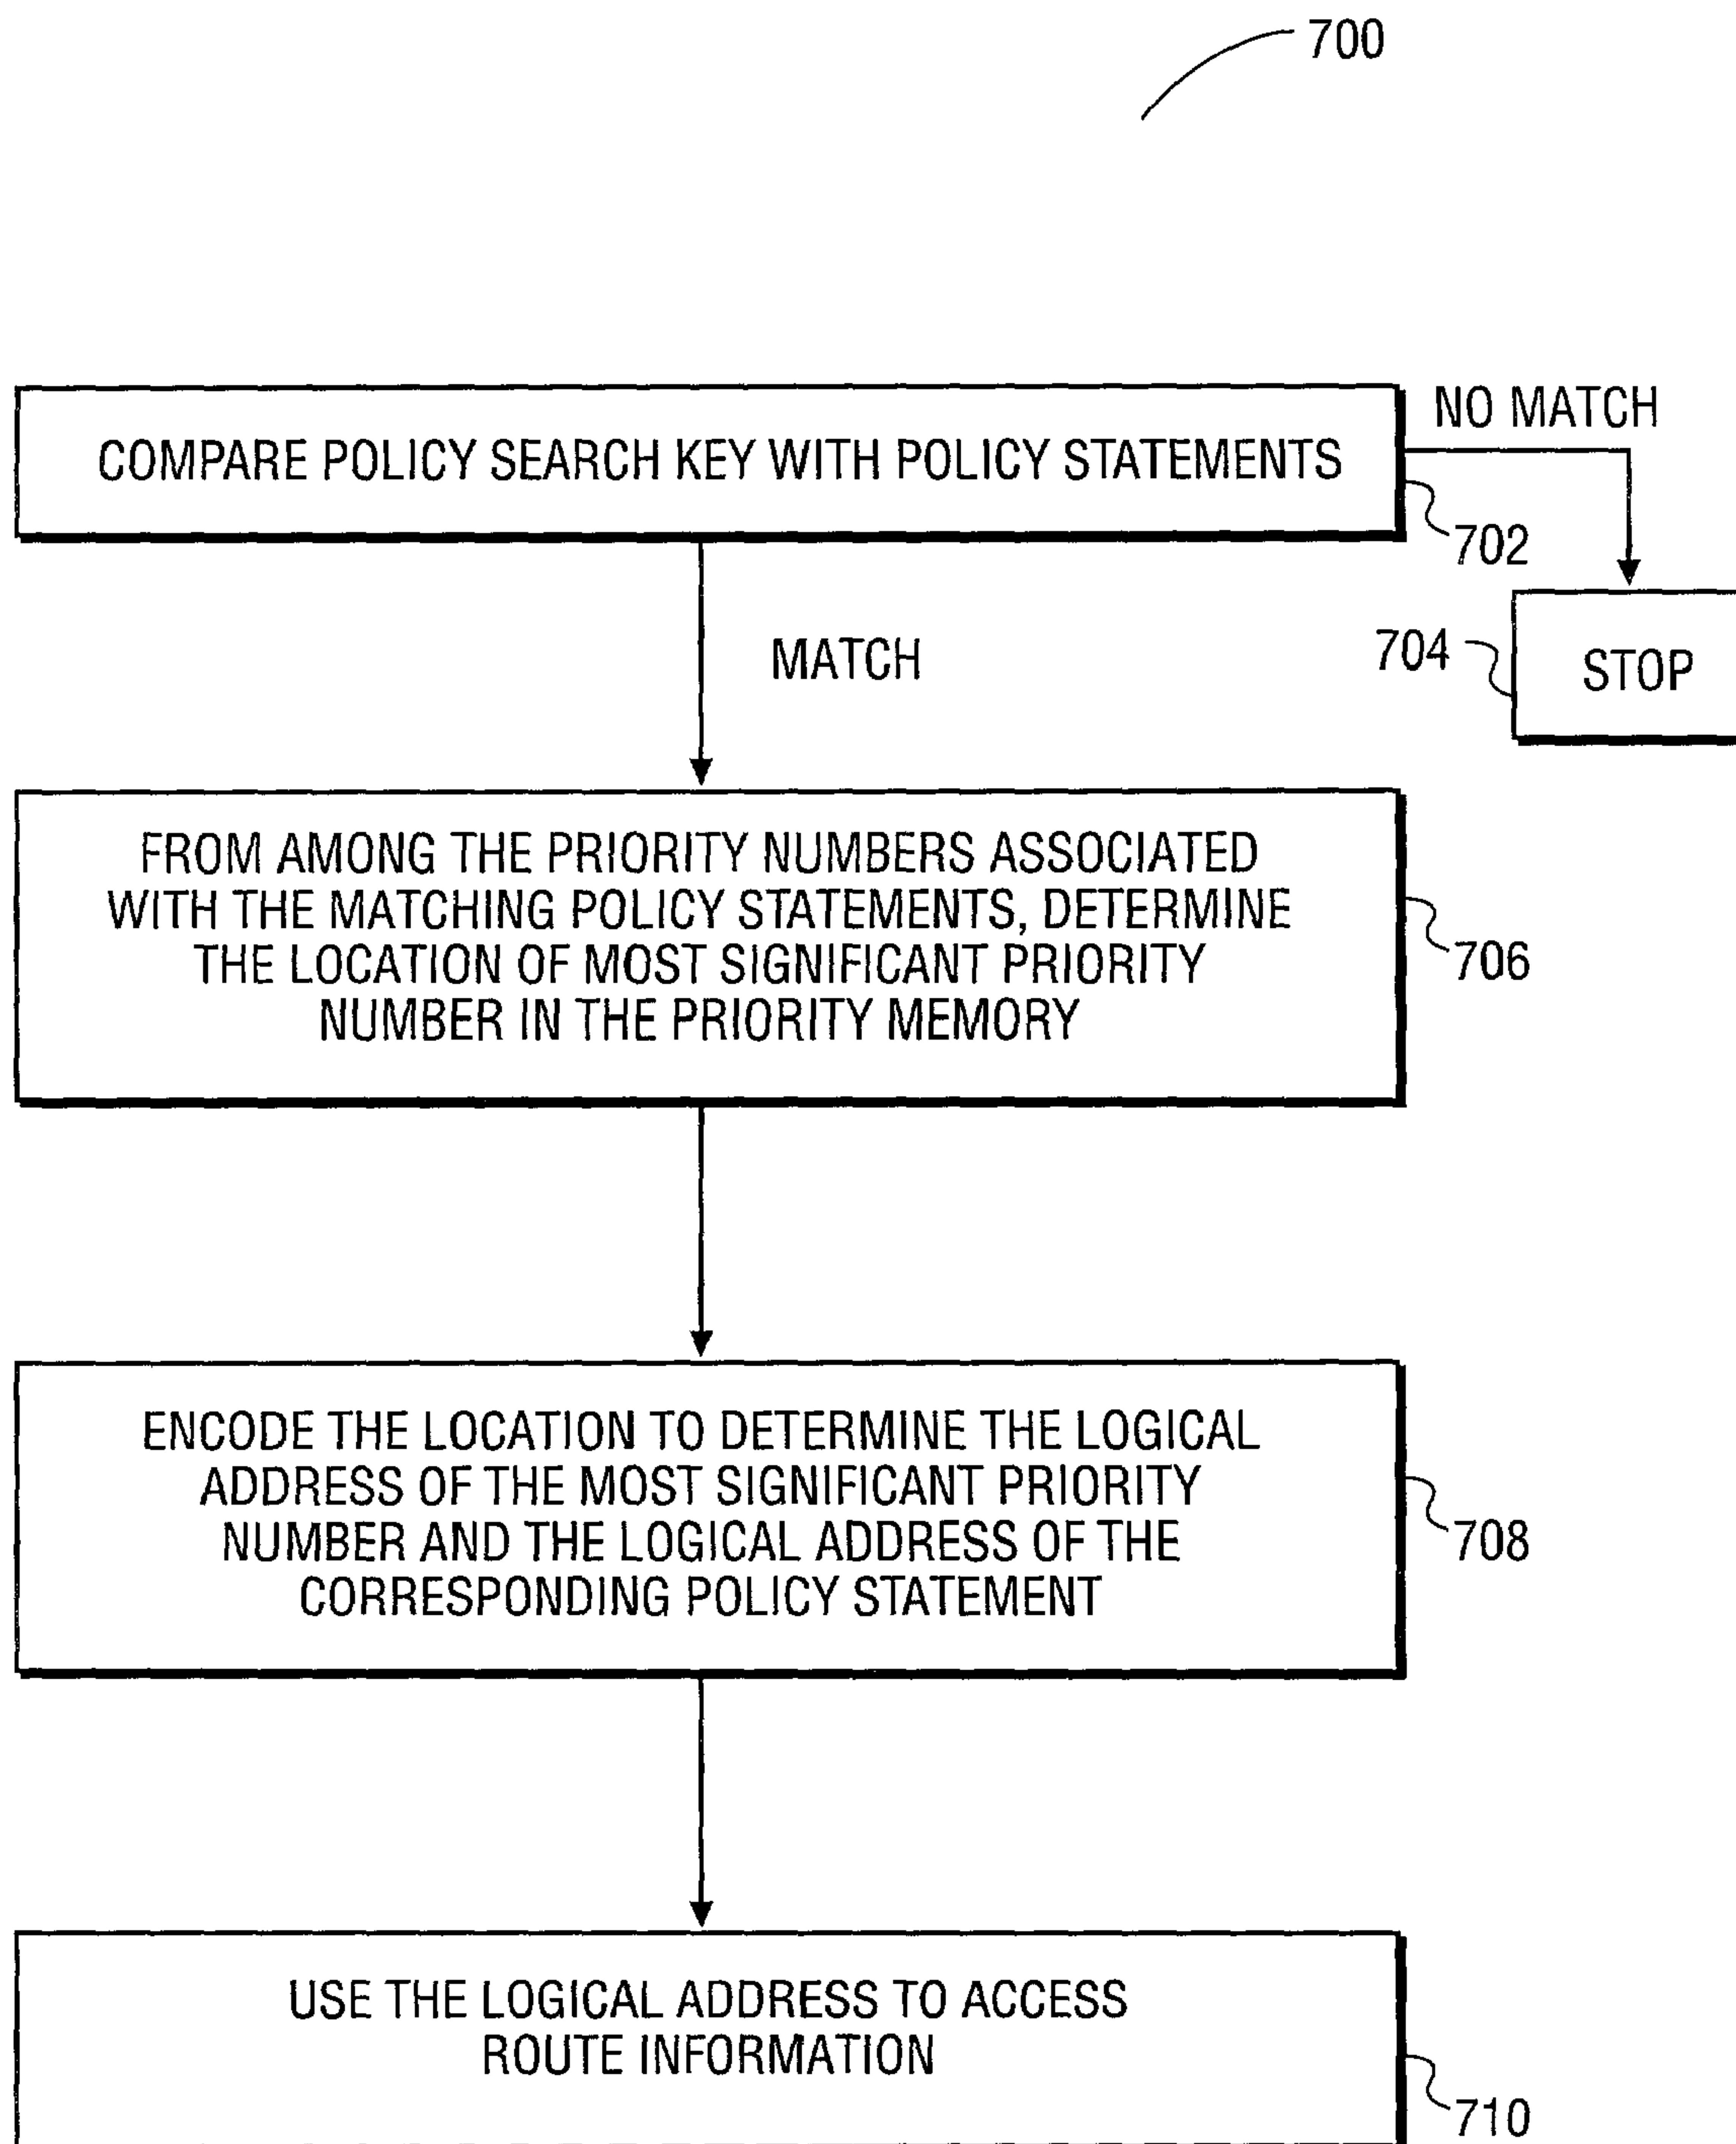 700
COMPARE POLICY SEARCH KEY WITH POLICY STATEMENTS
NO MATCH
702
704
STOP
MATCH
FROM AMONG THE PRIORITY NUMBERS ASSOCIATED
WITH THE MATCHING POLICY STATEMENTS, DETERMINE
THE LOCATION OF MOST SIGNIFICANT PRIORITY
NUMBER IN THE PRIORITY MEMORY
706
ENCODE THE LOCATION TO DETERMINE THE LOGICAL
ADDRESS OF THE MOST SIGNIFICANT PRIORITY
NUMBER AND THE LOGICAL ADDRESS OF THE
CORRESPONDING POLICY STATEMENT
708
USE THE LOGICAL ADDRESS TO ACCESS
ROUTE INFORMATION
710